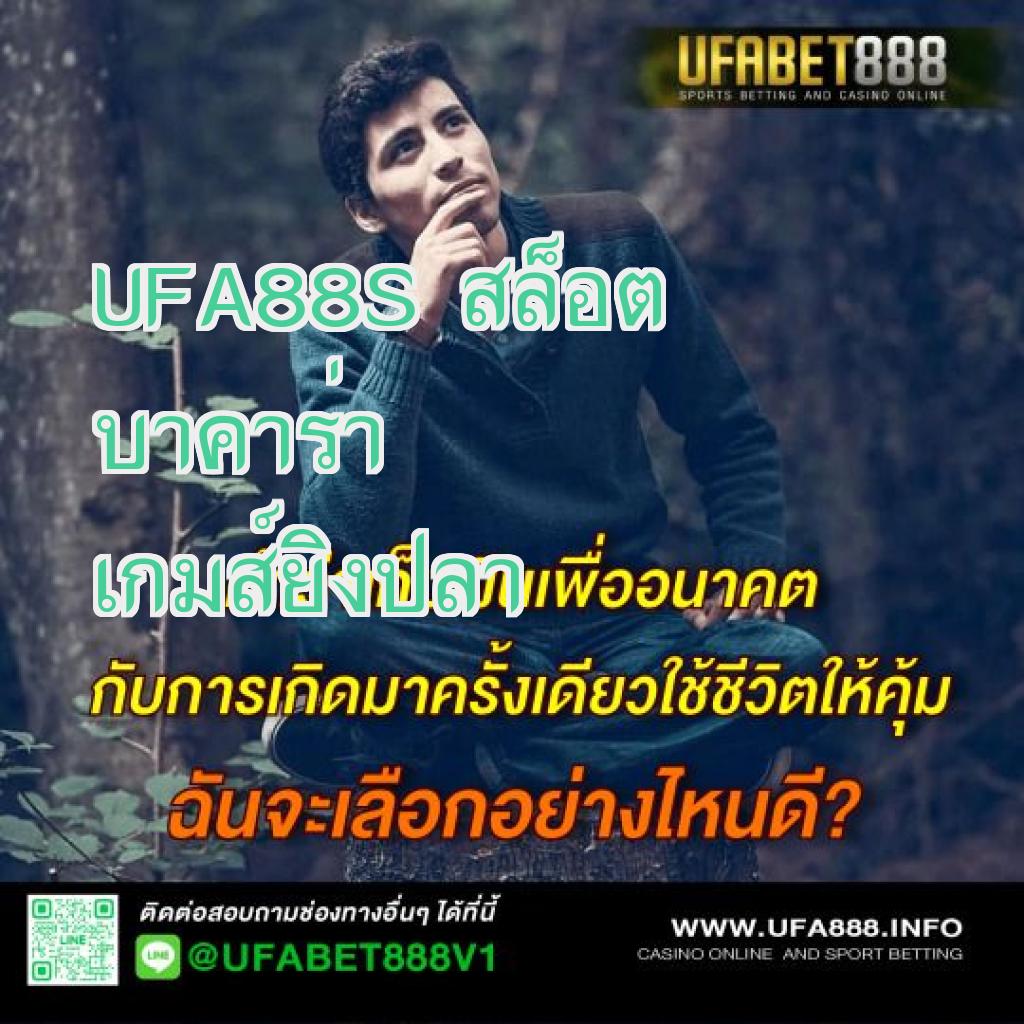 UFABET888
SPORTS BETTING AND CASINO ONLINE
UFA88S สล็อต
บาคาร่า
เกมส์ยิงปลา
เพื่ออนาคต
กับการเกิดมาครั้งเดียวใช้ชีวิตให้คุ้ม
ฉันจะเลือกอย่างไหนดี?
ติดต่อสอบถามช่องทางอื่นๆ ได้ที่นี้
LINE
LINE @UFABET888V1
WWW.UFA888.INFO
CASINO ONLINE AND SPORT BETTING